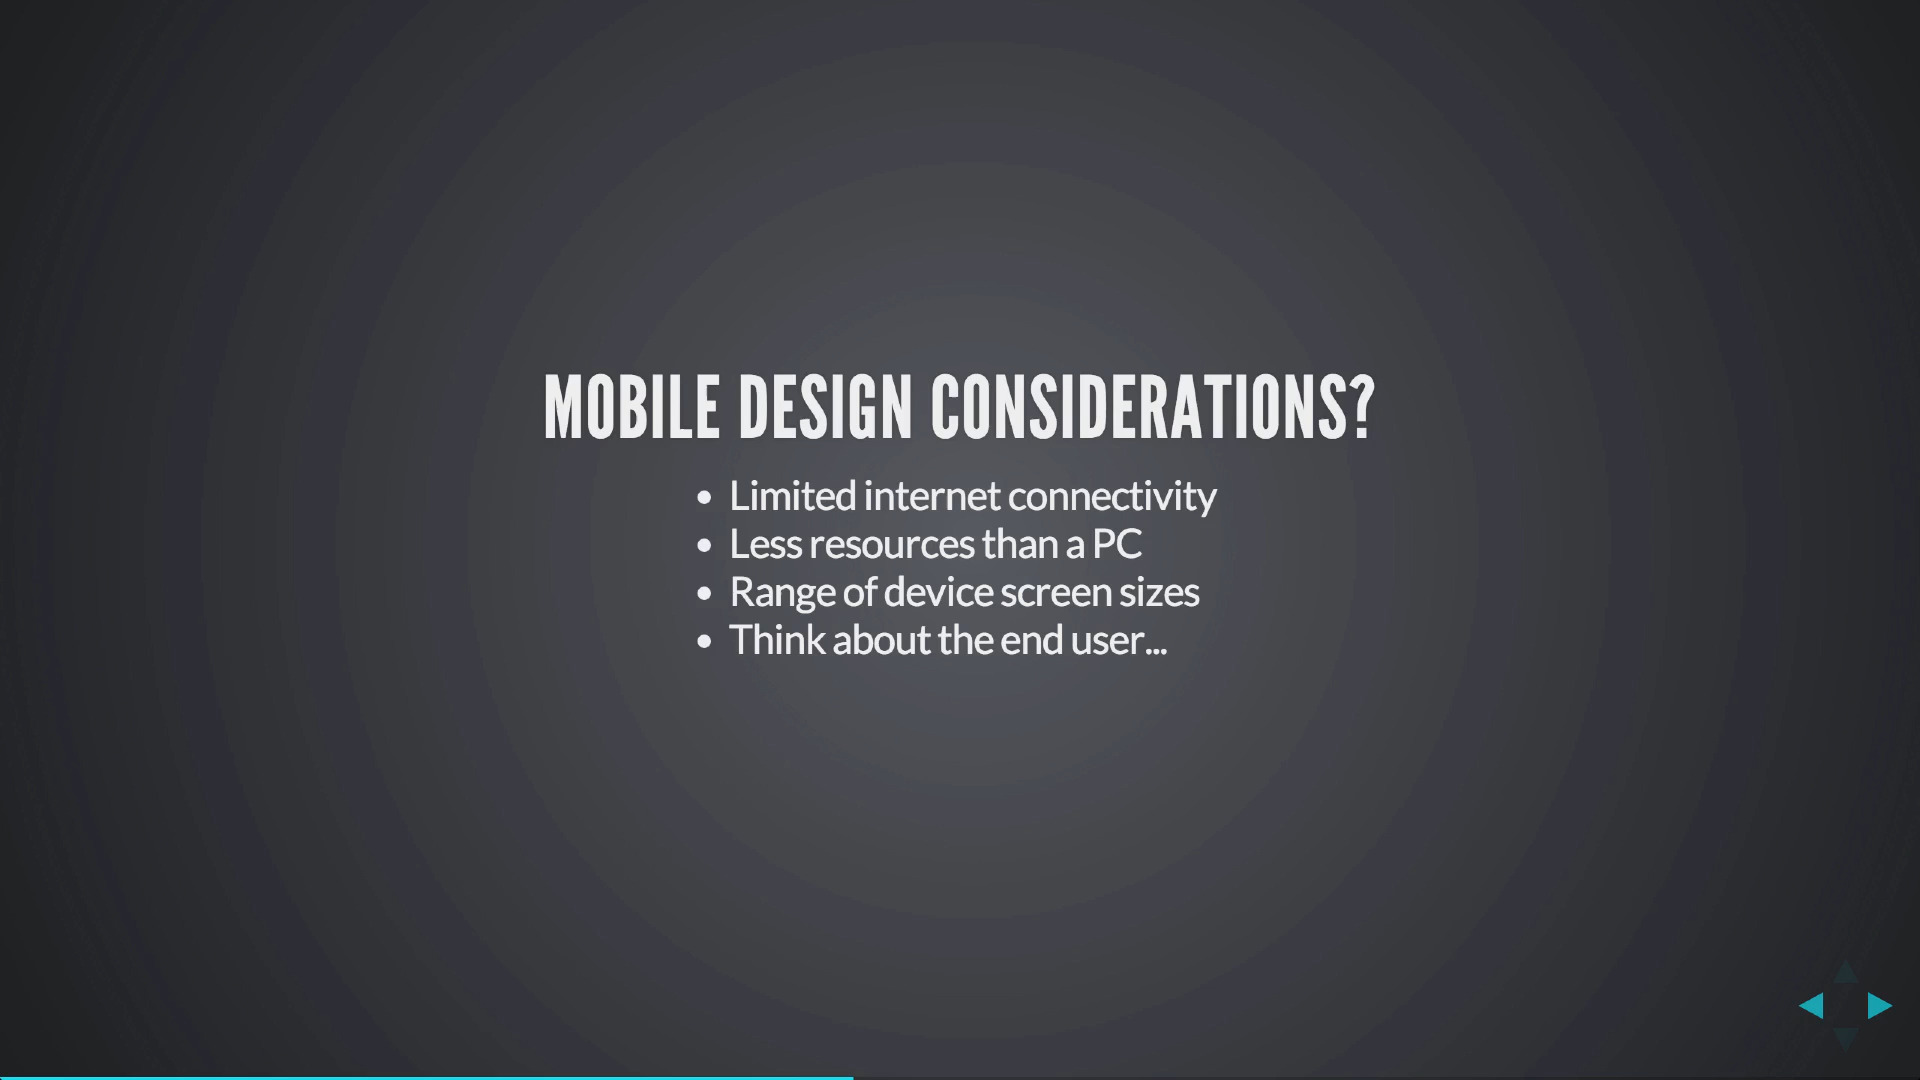 MOBILE DESIGN CONSIDERATIONS?
• Limited internet connectivity
• Less resources than a PC
• Range of device screen sizes
• Think about the end user...